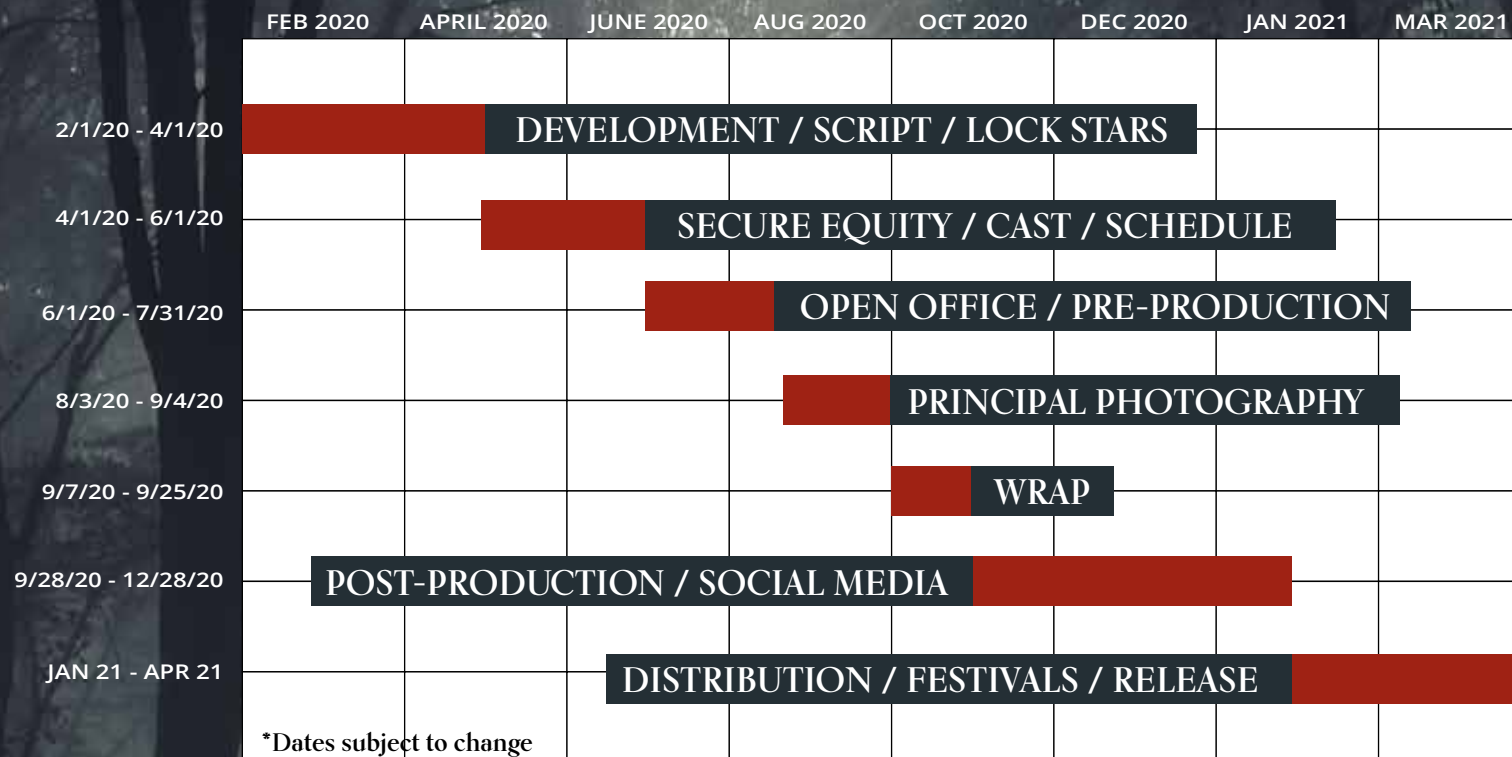 FEB 2020 APRIL 2020 JUNE 2020 AUG 2020 OCT 2020 DEC 2020 JAN 2021 MAR 2021
2/1/20 - 4/1/20 DEVELOPMENT / SCRIPT / LOCK STARS
4/1/20 - 6/1/20 SECURE EQUITY / CAST / SCHEDULE
6/1/20 - 7/31/20 OPEN OFFICE / PRE-PRODUCTION
8/3/20 - 9/4/20 PRINCIPAL PHOTOGRAPHY
9/7/20 - 9/25/20 WRAP
9/28/20 - 12/28/20 POST-PRODUCTION / SOCIAL MEDIA
JAN 21 - APR 21 DISTRIBUTION / FESTIVALS / RELEASE
*Dates subject to change